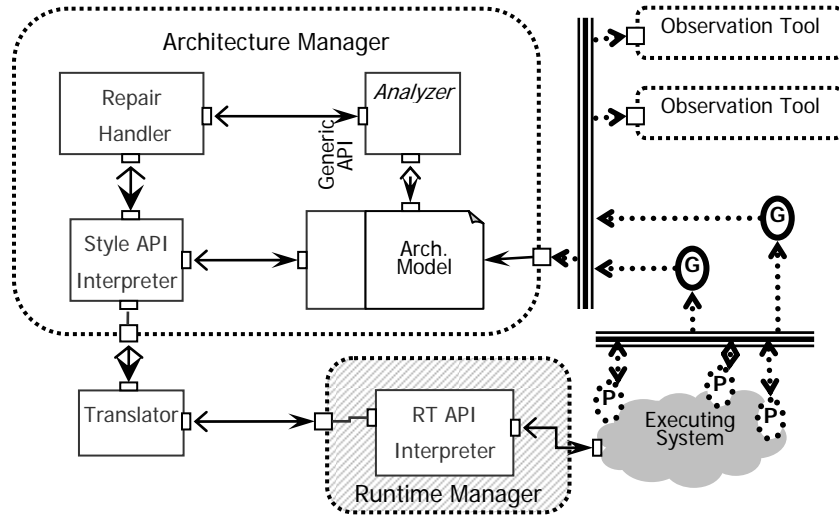 Architecture Manager
Observation Tool
Observation Tool
Repair
Handler
Analyzer
Generic
API
Style API
Interpreter
Arch.
Model
G
G
Translator
RT API
Interpreter
Runtime Manager
P
P
P
Executing
System